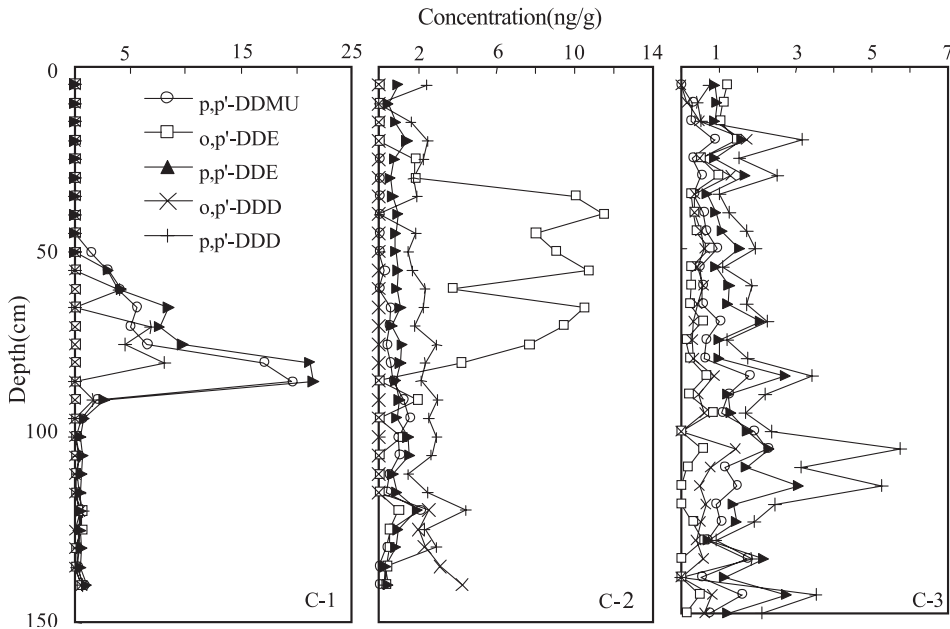 Concentration(ng/g)
5 15 25 2 6 10 14 1 3 5 7
Depth(cm)
0
50
100
150
p,p'-DDMU
o,p'-DDE
p,p'-DDE
o,p'-DDD
p,p'-DDD
C-1
C-2
C-3